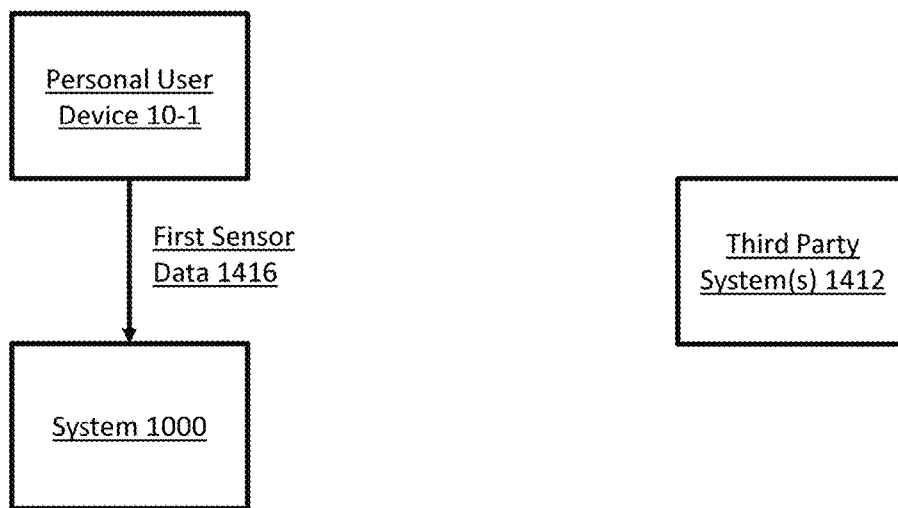 Personal User
Device 10-1
First Sensor
Data 1416
Third Party
System(s) 1412
System 1000